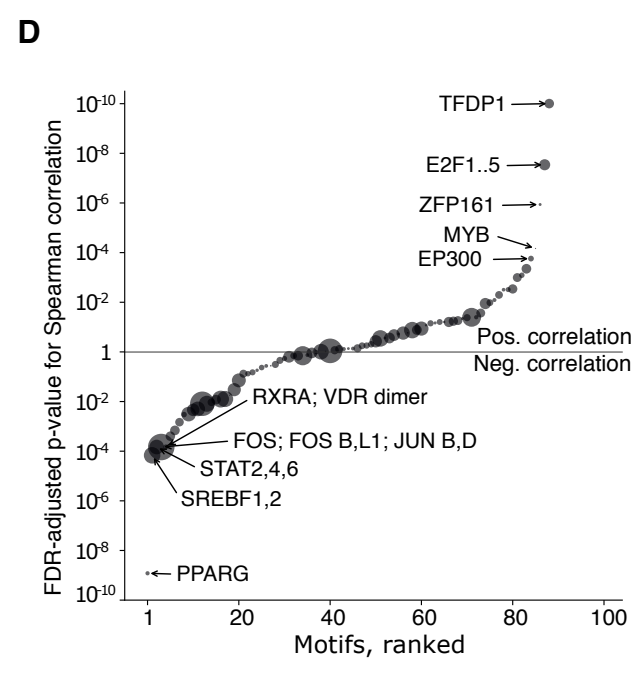 D
FDR-adjusted p-value for Spearman correlation
10-10
10-8
10-6
10-4
10-2
1
10-2
10-4
10-6
10-8
10-10
TFDP1
E2F1..5
ZFP161
MYB
EP300
Pos. correlation
Neg. correlation
RXRA; VDR dimer
FOS; FOS B,L1; JUN B,D
STAT2,4,6
SREBF1,2
PPARG
1 20 40 60 80 100
Motifs, ranked